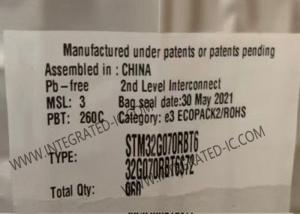 Manufactured under patents or patents pending
Assembled in : CHINA
Pb-free 2nd Level Interconnect
MSL: 3 Bag seal date:30 May 2021
PBT: 260C Category: e3 ECOPACK2/ROHS
TYPE: STM32G070RBT6
32G070RBT6$72
Total Qty:
WWW.INTEGRATED-IC.COM
WWW.INTEGRATED-IC.COM